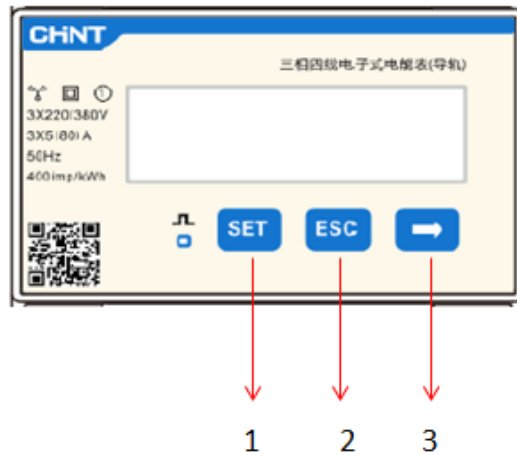 CHiNT
三相四线电子式电能表(导轨)
3X220/380V
3X5(80)A
50Hz
400imp/kWh
SET
ESC
1
2
3